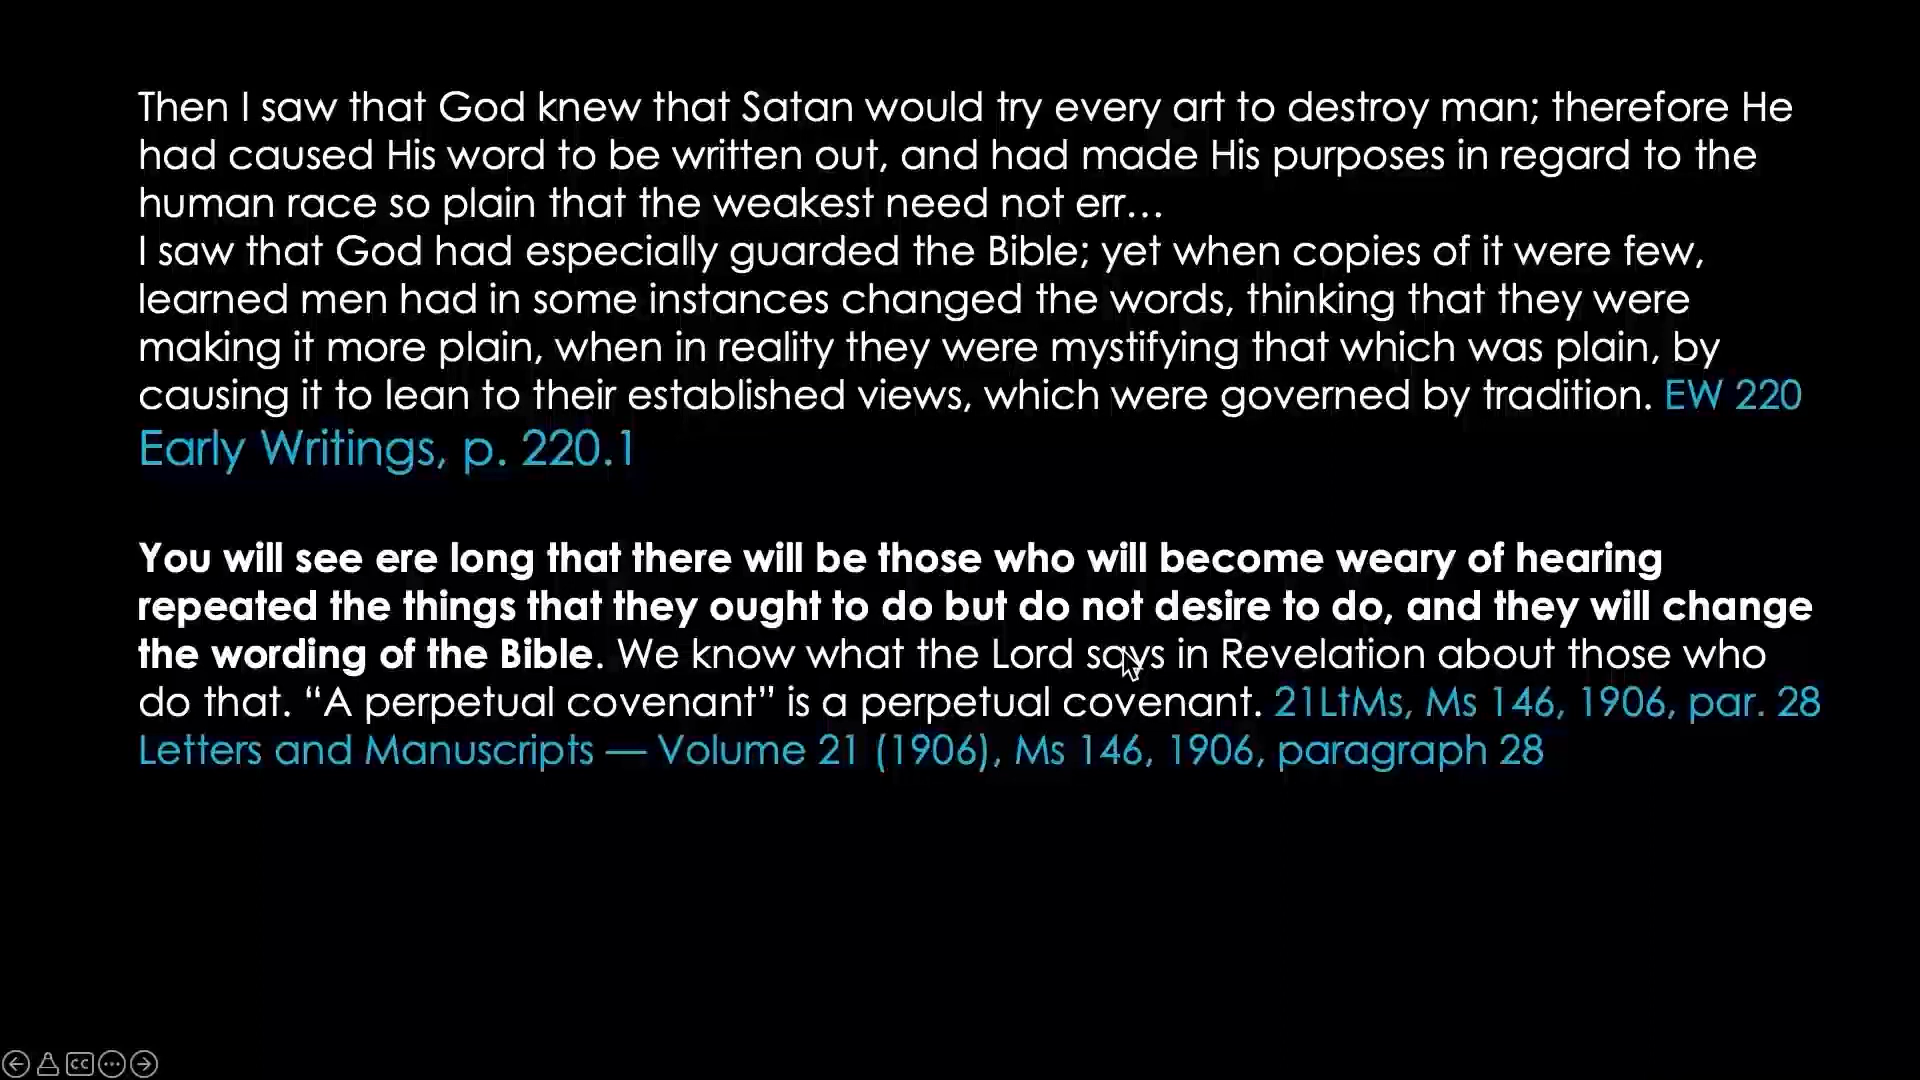 Then I saw that God knew that Satan would try every art to destroy man; therefore He
had caused His word to be written out, and had made His purposes in regard to the
human race so plain that the weakest need not err...
I saw that God had especially guarded the Bible; yet when copies of it were few,
learned men had in some instances changed the words, thinking that they were
making it more plain, when in reality they were mystifying that which was plain, by
causing it to lean to their established views, which were governed by tradition. EW 220
Early Writings, p. 220.1
You will see ere long that there will be those who will become weary of hearing
repeated the things that they ought to do but do not desire to do, and they will change
the wording of the Bible. We know what the Lord says in Revelation about those who
do that. “A perpetual covenant” is a perpetual covenant. 21LtMs, Ms 146, 1906, par. 28
Letters and Manuscripts — Volume 21 (1906), Ms 146, 1906, paragraph 28
CC